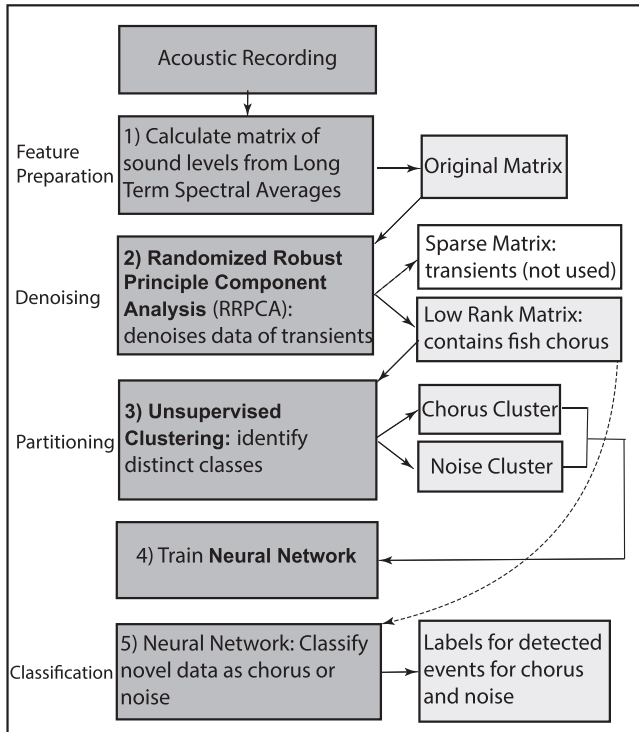 Acoustic Recording
Feature
Preparation
1) Calculate matrix of
sound levels from Long
Term Spectral Averages
Original Matrix
Denoising
2) Randomized Robust
Principle Component
Analysis (RRPCA):
denoises data of transients
Sparse Matrix:
transients (not used)
Low Rank Matrix:
contains fish chorus
Partitioning
3) Unsupervised
Clustering: identify
distinct classes
Chorus Cluster
Noise Cluster
4) Train Neural Network
Classification
5) Neural Network: Classify
novel data as chorus or
noise
Labels for detected
events for chorus
and noise